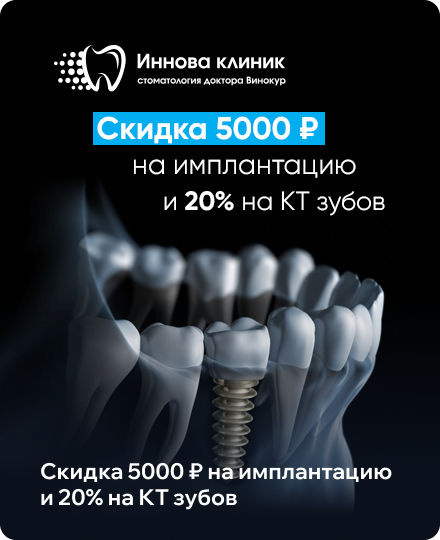 Иннова клиник
стоматология доктора Винокур
Скидка 5000 ₽
на имплантацию
и 20% на КТ зубов
Скидка 5000 ₽ на имплантацию
и 20% на КТ зубов